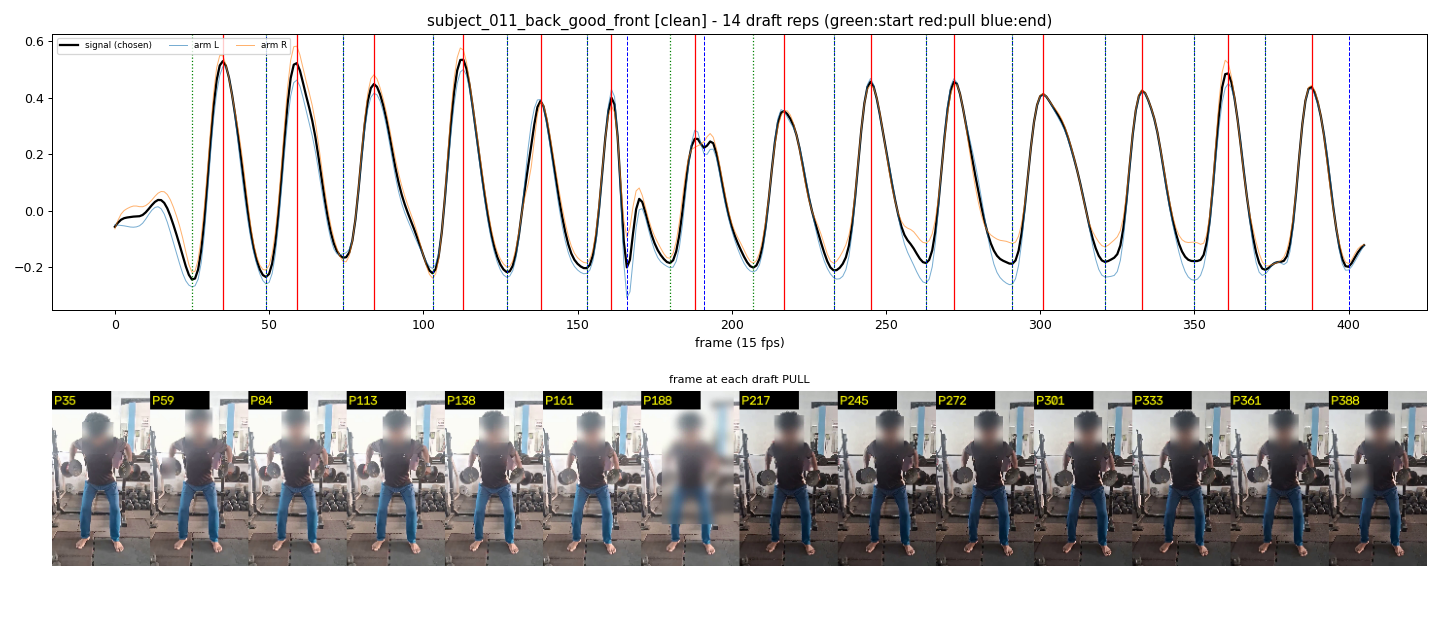 subject_011_back_good_front [clean] - 14 draft reps (green:start red:pull blue:end)
signal (chosen) arm L arm R
0.6
0.4
0.2
0.0
−0.2
0 50 100 150 200 250 300 350 400
frame (15 fps)
frame at each draft PULL
P35 P59 P84 P113 P138 P161 P188 P217 P245 P272 P301 P333 P361 P388